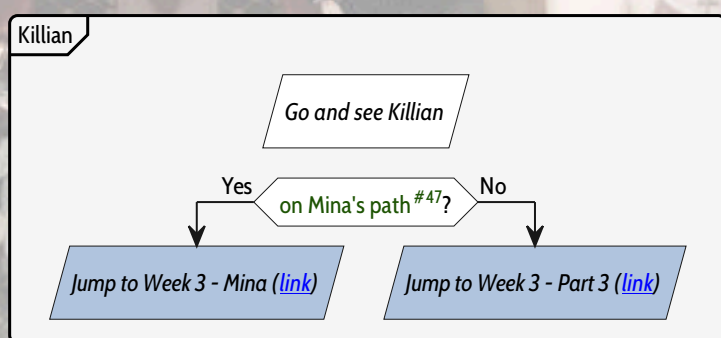 Killian
Go and see Killian
Yes
on Mina's path #47?
No
Jump to Week 3 - Mina (link)
Jump to Week 3 - Part 3 (link)